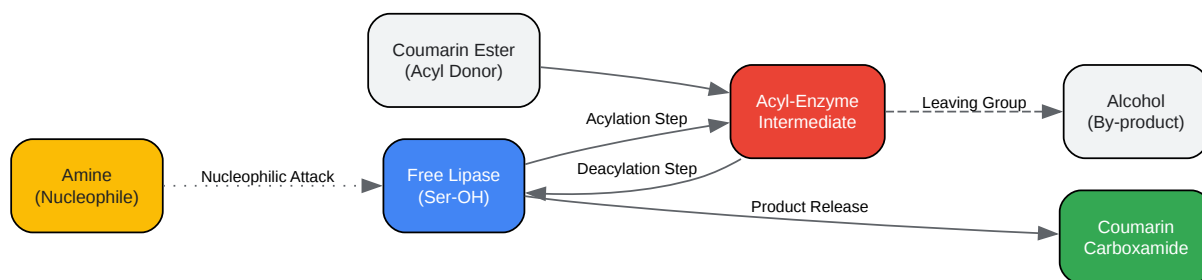 Coumarin Ester
(Acyl Donor)
Acyl-Enzyme
Intermediate
Leaving Group
Alcohol
(By-product)
Acylation Step
Amine
(Nucleophile)
Nucleophilic Attack
Free Lipase
(Ser-OH)
Deacylation Step
Product Release
Coumarin
Carboxamide